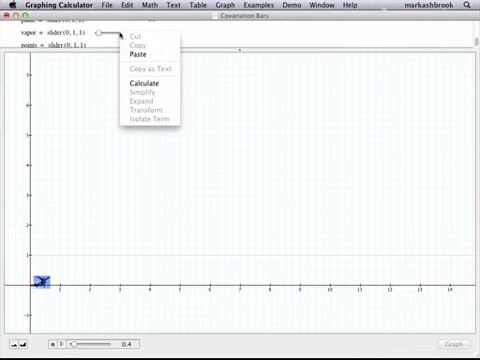 Graphing Calculator File Edit Math Text Table Graph Examples Demo Window Help markashbrook
Covariation Bars
vapor = slider (0, 1, 1)
points = slider (0, 1, 1)
Cut
Copy
Paste
Copy as Text
Calculate
Simplify
Expand
Transform
Isolate Term
7
6
5
4
3
2
1
1 2 3 4 5 6 7 8 9 10 11 12 13 14
-1
n D 0.4 Graph